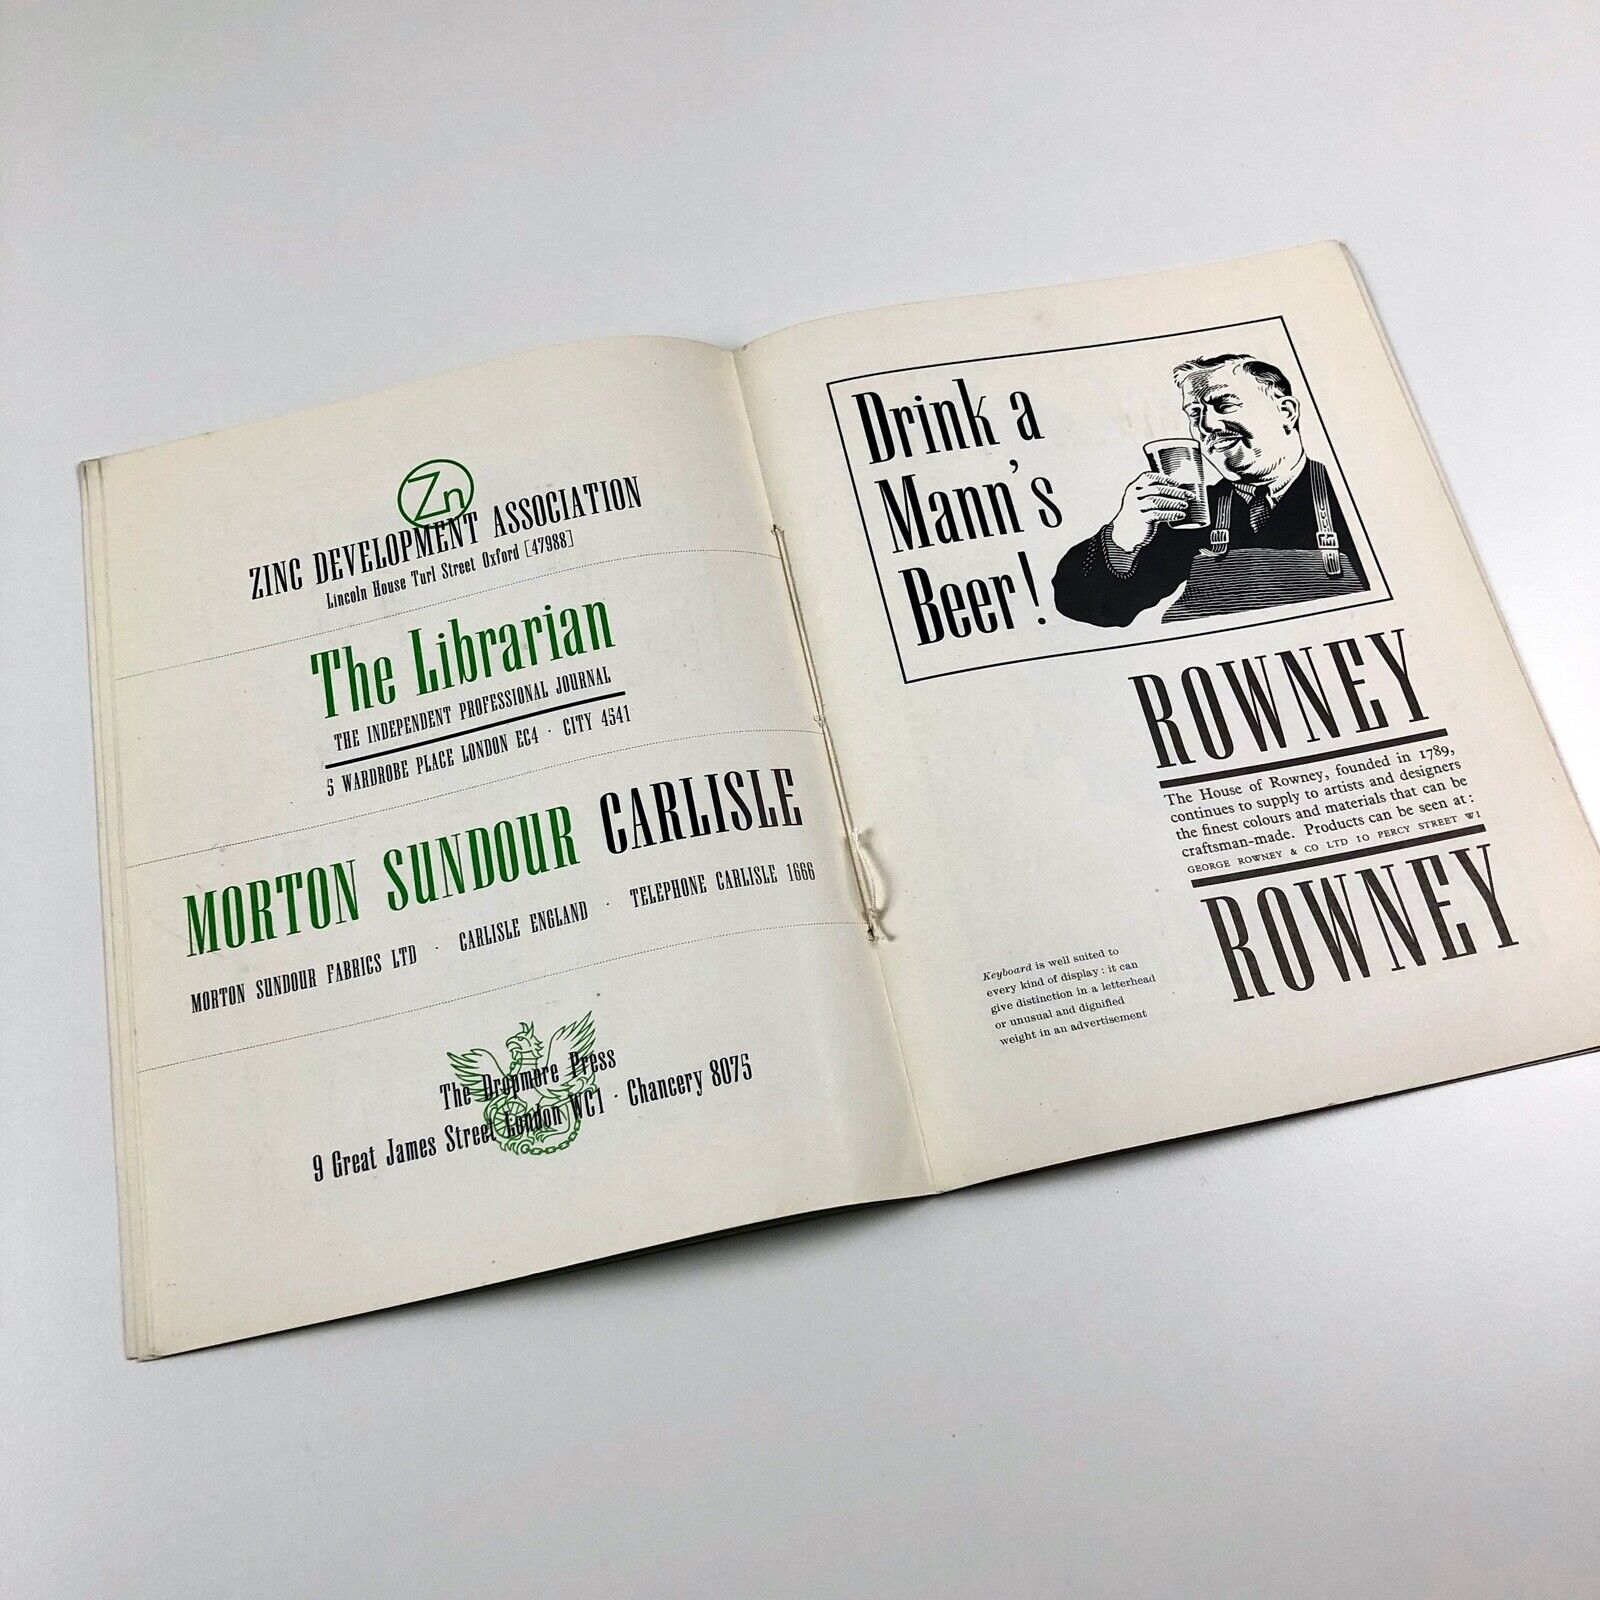 Zn
ZINC DEVELOPMENT ASSOCIATION
Lincoln House Turl Street Oxford [47988]
The Librarian
THE INDEPENDENT PROFESSIONAL JOURNAL
5 WARDROBE PLACE LONDON EC4 · CITY 4541
MORTON SUNDOUR CARLISLE
MORTON SUNDOUR FABRICS LTD · CARLISLE ENGLAND · TELEPHONE CARLISLE 1666
The Dropmore Press
9 Great James Street London WC1 · Chancery 8075
Drink a
Mann's
Beer!
ROWNEY
The House of Rowney, founded in 1789,
continues to supply to artists and designers
the finest colours and materials that can be
craftsman-made. Products can be seen at:
GEORGE ROWNEY & CO LTD 10 PERCY STREET W1
ROWNEY
Keyboard is well suited to
every kind of display: it can
give distinction in a letterhead
or unusual and dignified
weight in an advertisement